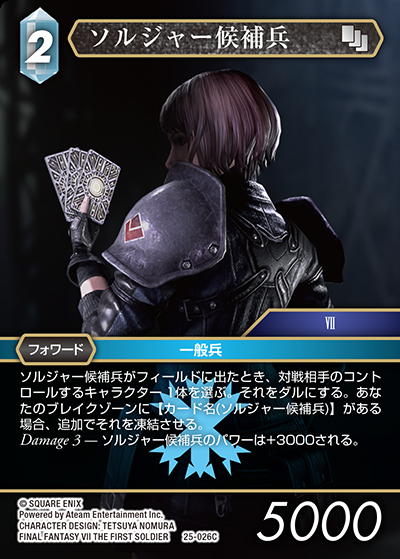 2
ソルジャー候補兵
VII
フォワード
一般兵
ソルジャー候補兵がフィールドに出たとき、対戦相手のコント
ロールするキャラクター1体を選ぶ。それをダルにする。あな
たのブレイクゾーンに【カード名(ソルジャー候補兵)】がある
場合、追加でそれを凍結させる。
Damage 3 — ソルジャー候補兵のパワーは+3000される。
© SQUARE ENIX
Powered by Ateam Entertainment Inc.
CHARACTER DESIGN: TETSUYA NOMURA
FINAL FANTASY VII THE FIRST SOLDIER
25-026C
5000